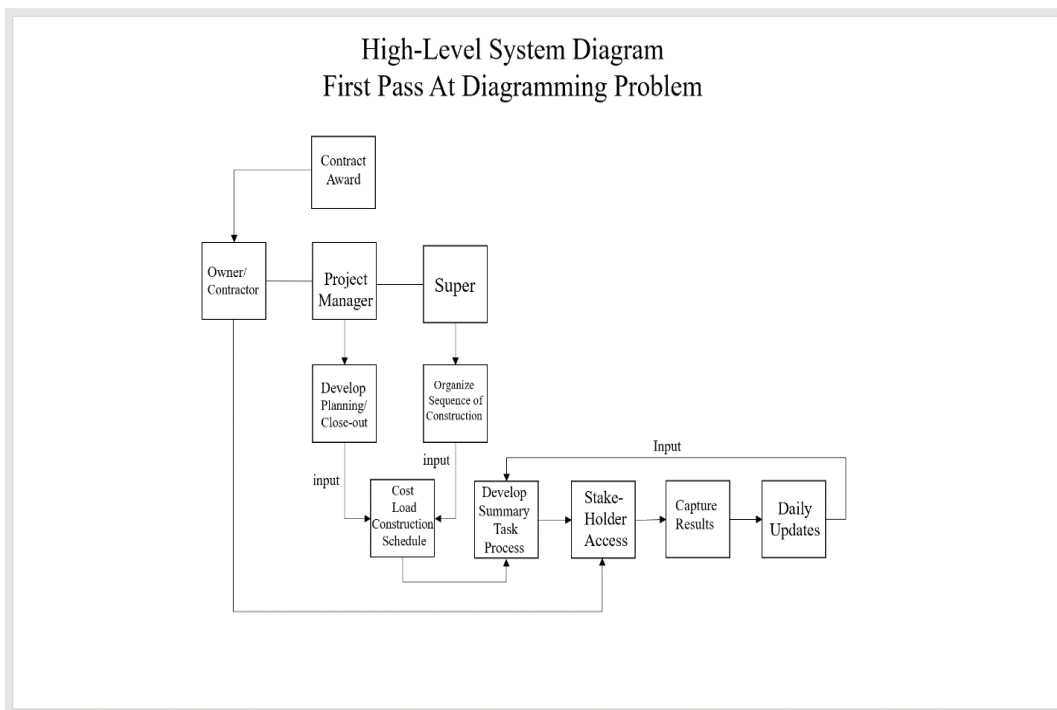 High-Level System Diagram
First Pass At Diagramming Problem
Contract
Award
Owner/
Contractor
Project
Manager
Super
Develop
Planning/
Close-out
Organize
Sequence of
Construction
input
input
Input
Cost
Load
Construction
Schedule
Develop
Summary
Task
Process
Stake-
Holder
Access
Capture
Results
Daily
Updates